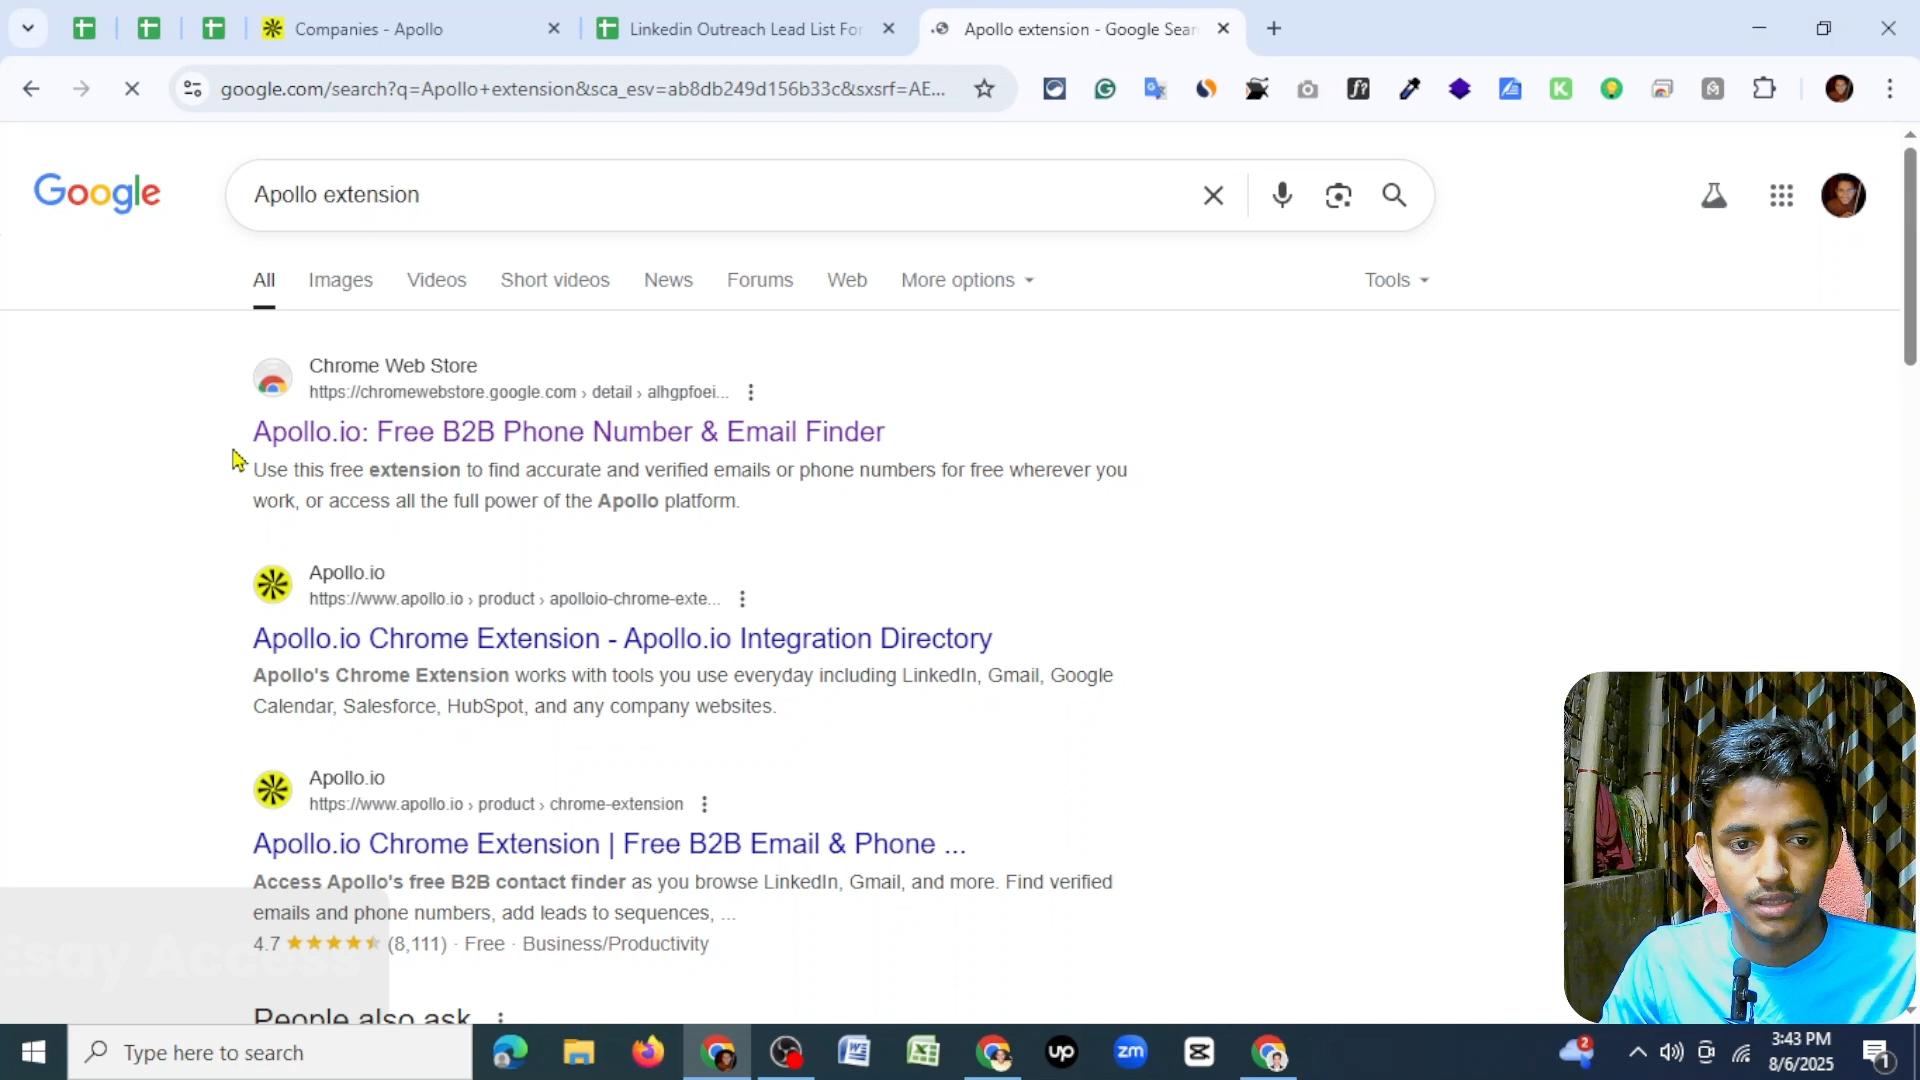 Companies - Apollo
Linkedin Outreach Lead List For
Apollo extension - Google Sear
google.com/search?q=Apollo+extension&sca_esv=ab8db249d156b33c&sxsrf=AE...
Google
Apollo extension
All
Images
Videos
Short videos
News
Forums
Web
More options
Tools
Chrome Web Store
https://chromewebstore.google.com › detail › alhgpfoei...
Apollo.io: Free B2B Phone Number & Email Finder
Use this free extension to find accurate and verified emails or phone numbers for free wherever you
work, or access all the full power of the Apollo platform.
Apollo.io
https://www.apollo.io › product › apolloio-chrome-exte...
Apollo.io Chrome Extension - Apollo.io Integration Directory
Apollo's Chrome Extension works with tools you use everyday including LinkedIn, Gmail, Google
Calendar, Salesforce, HubSpot, and any company websites.
Apollo.io
https://www.apollo.io › product › chrome-extension
Apollo.io Chrome Extension | Free B2B Email & Phone ...
Access Apollo's free B2B contact finder as you browse LinkedIn, Gmail, and more. Find verified
emails and phone numbers, add leads to sequences, ...
4.7 (8,111) · Free · Business/Productivity
Esay Access
People also ask
Type here to search
up
zm
2
3:43 PM
8/6/2025
1